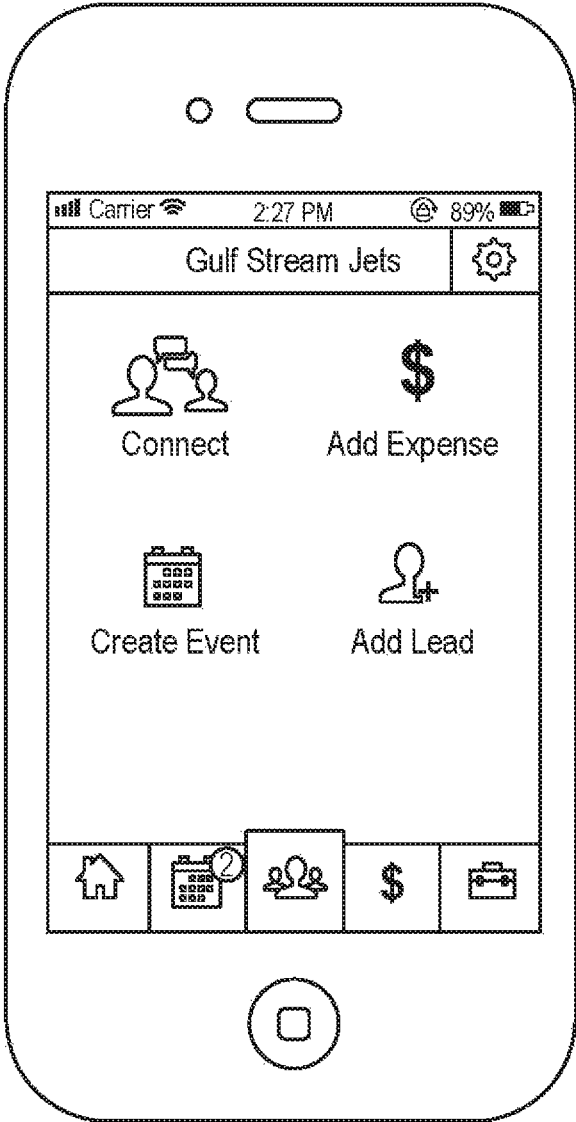 Carrier 2:27 PM 89%
Gulf Stream Jets
$
Connect Add Expense
Create Event Add Lead
2
$